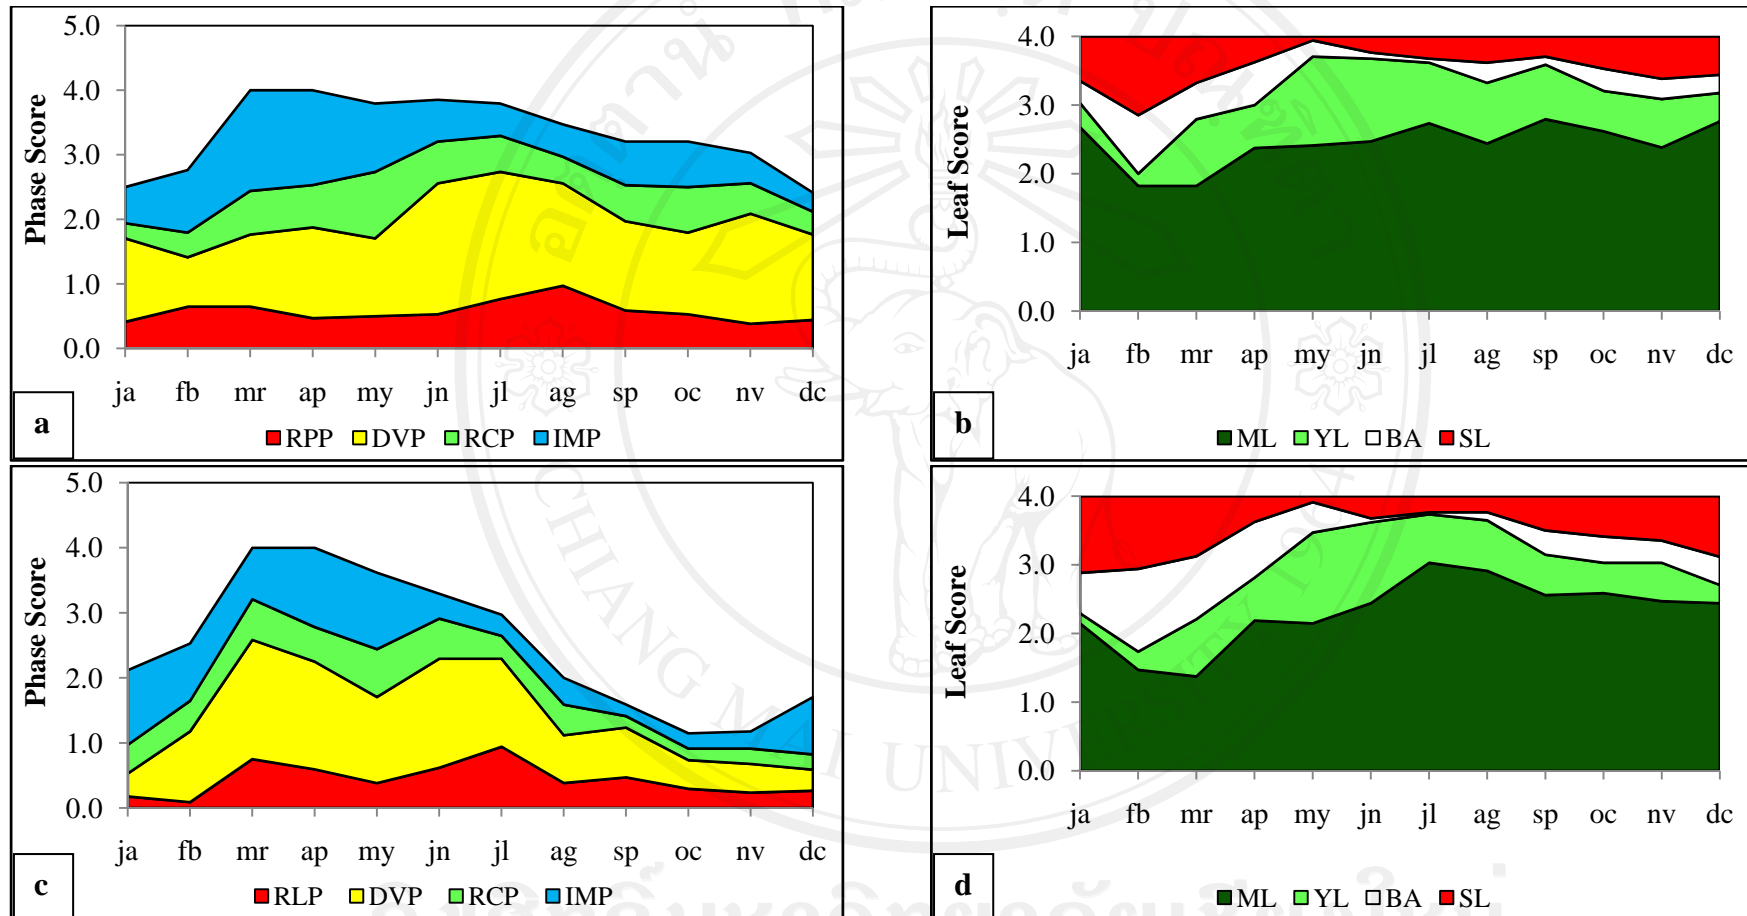 5.0
4.0
3.0
2.0
1.0
0.0
Phase Score
ja fb mr ap my jn jl ag sp oc nv dc
a
RPP DVP RCP IMP
4.0
3.0
2.0
1.0
0.0
Leaf Score
ja fb mr ap my jn jl ag sp oc nv dc
b
ML YL BA SL
5.0
4.0
3.0
2.0
1.0
0.0
Phase Score
ja fb mr ap my jn jl ag sp oc nv dc
c
RLP DVP RCP IMP
4.0
3.0
2.0
1.0
0.0
Leaf Score
ja fb mr ap my jn jl ag sp oc nv dc
d
ML YL BA SL
CHIANG MAI UNIVERSITY 1964